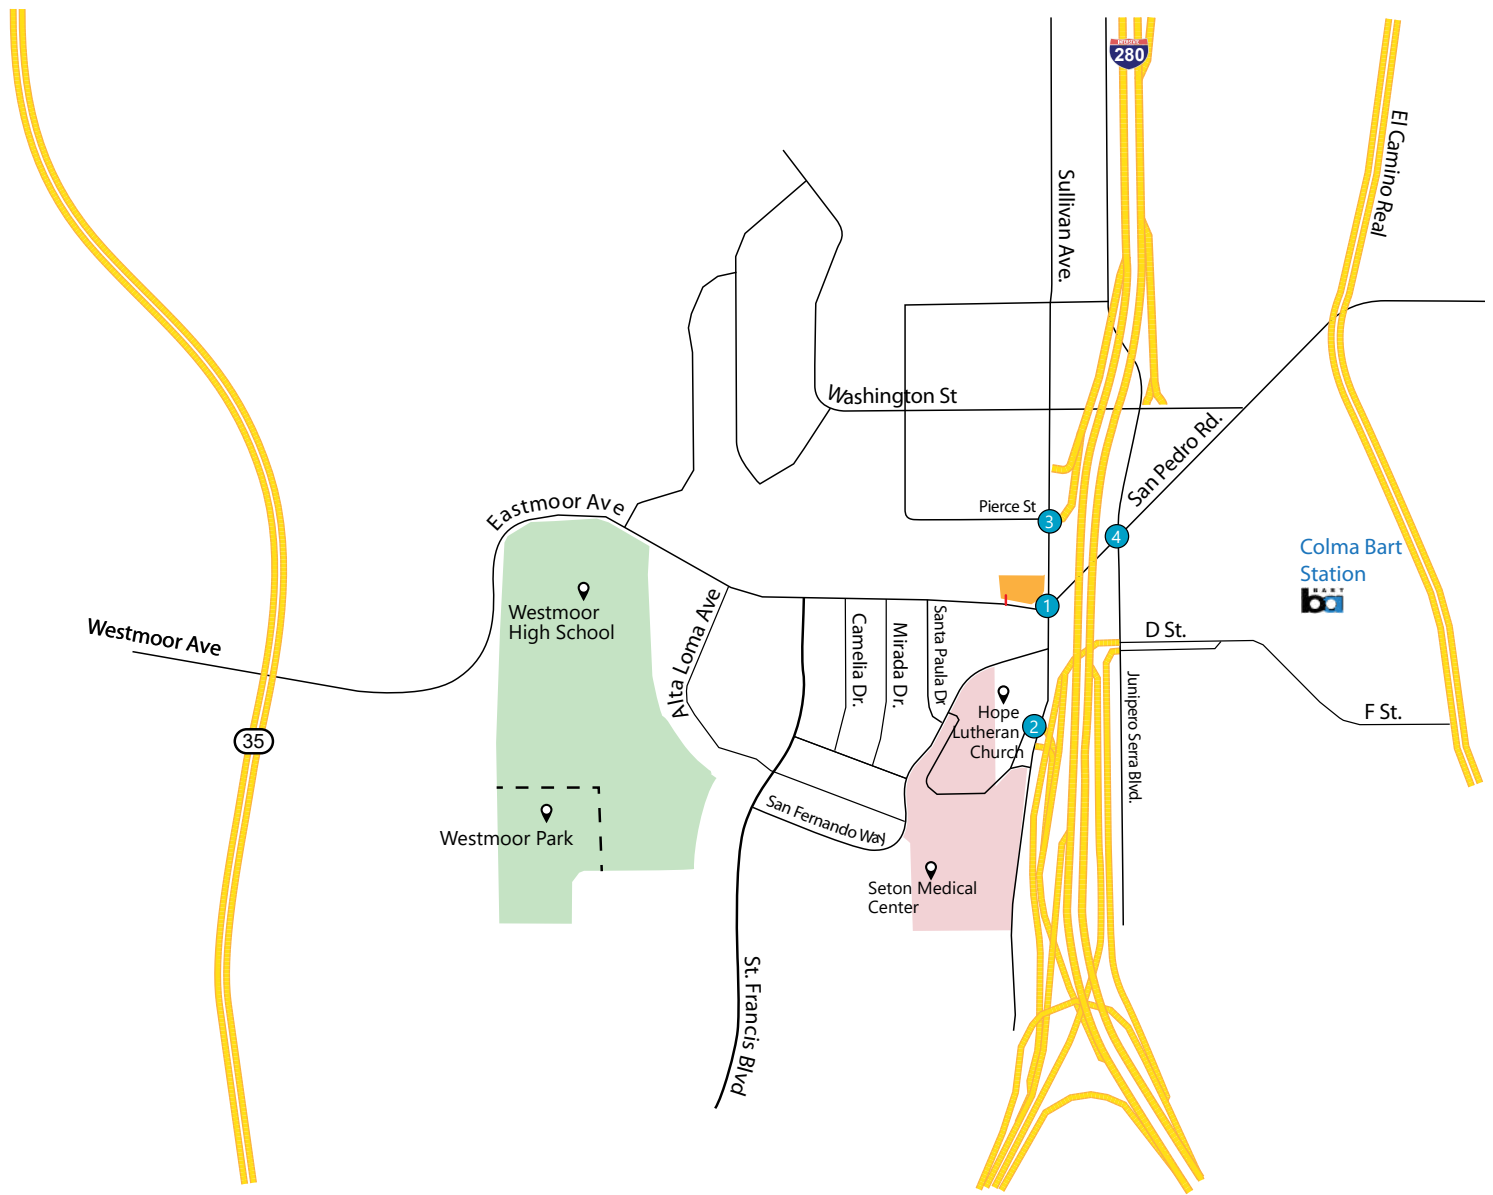 INTERSTATE
280
El Camino Real
Sullivan Ave.
Washington St
San Pedro Rd.
Eastmoor Ave
Pierce St
3
4
Colma Bart
Station
BART
ba
1
Westmoor
High School
Westmoor Ave
Alta Loma Ave
Camelia Dr.
Mirada Dr.
Santa Paula Dr
D St.
Junipero Serra Blvd.
F St.
Hope
Lutheran
Church
2
35
Westmoor Park
San Fernando Way
Seton Medical
Center
St. Francis Blvd